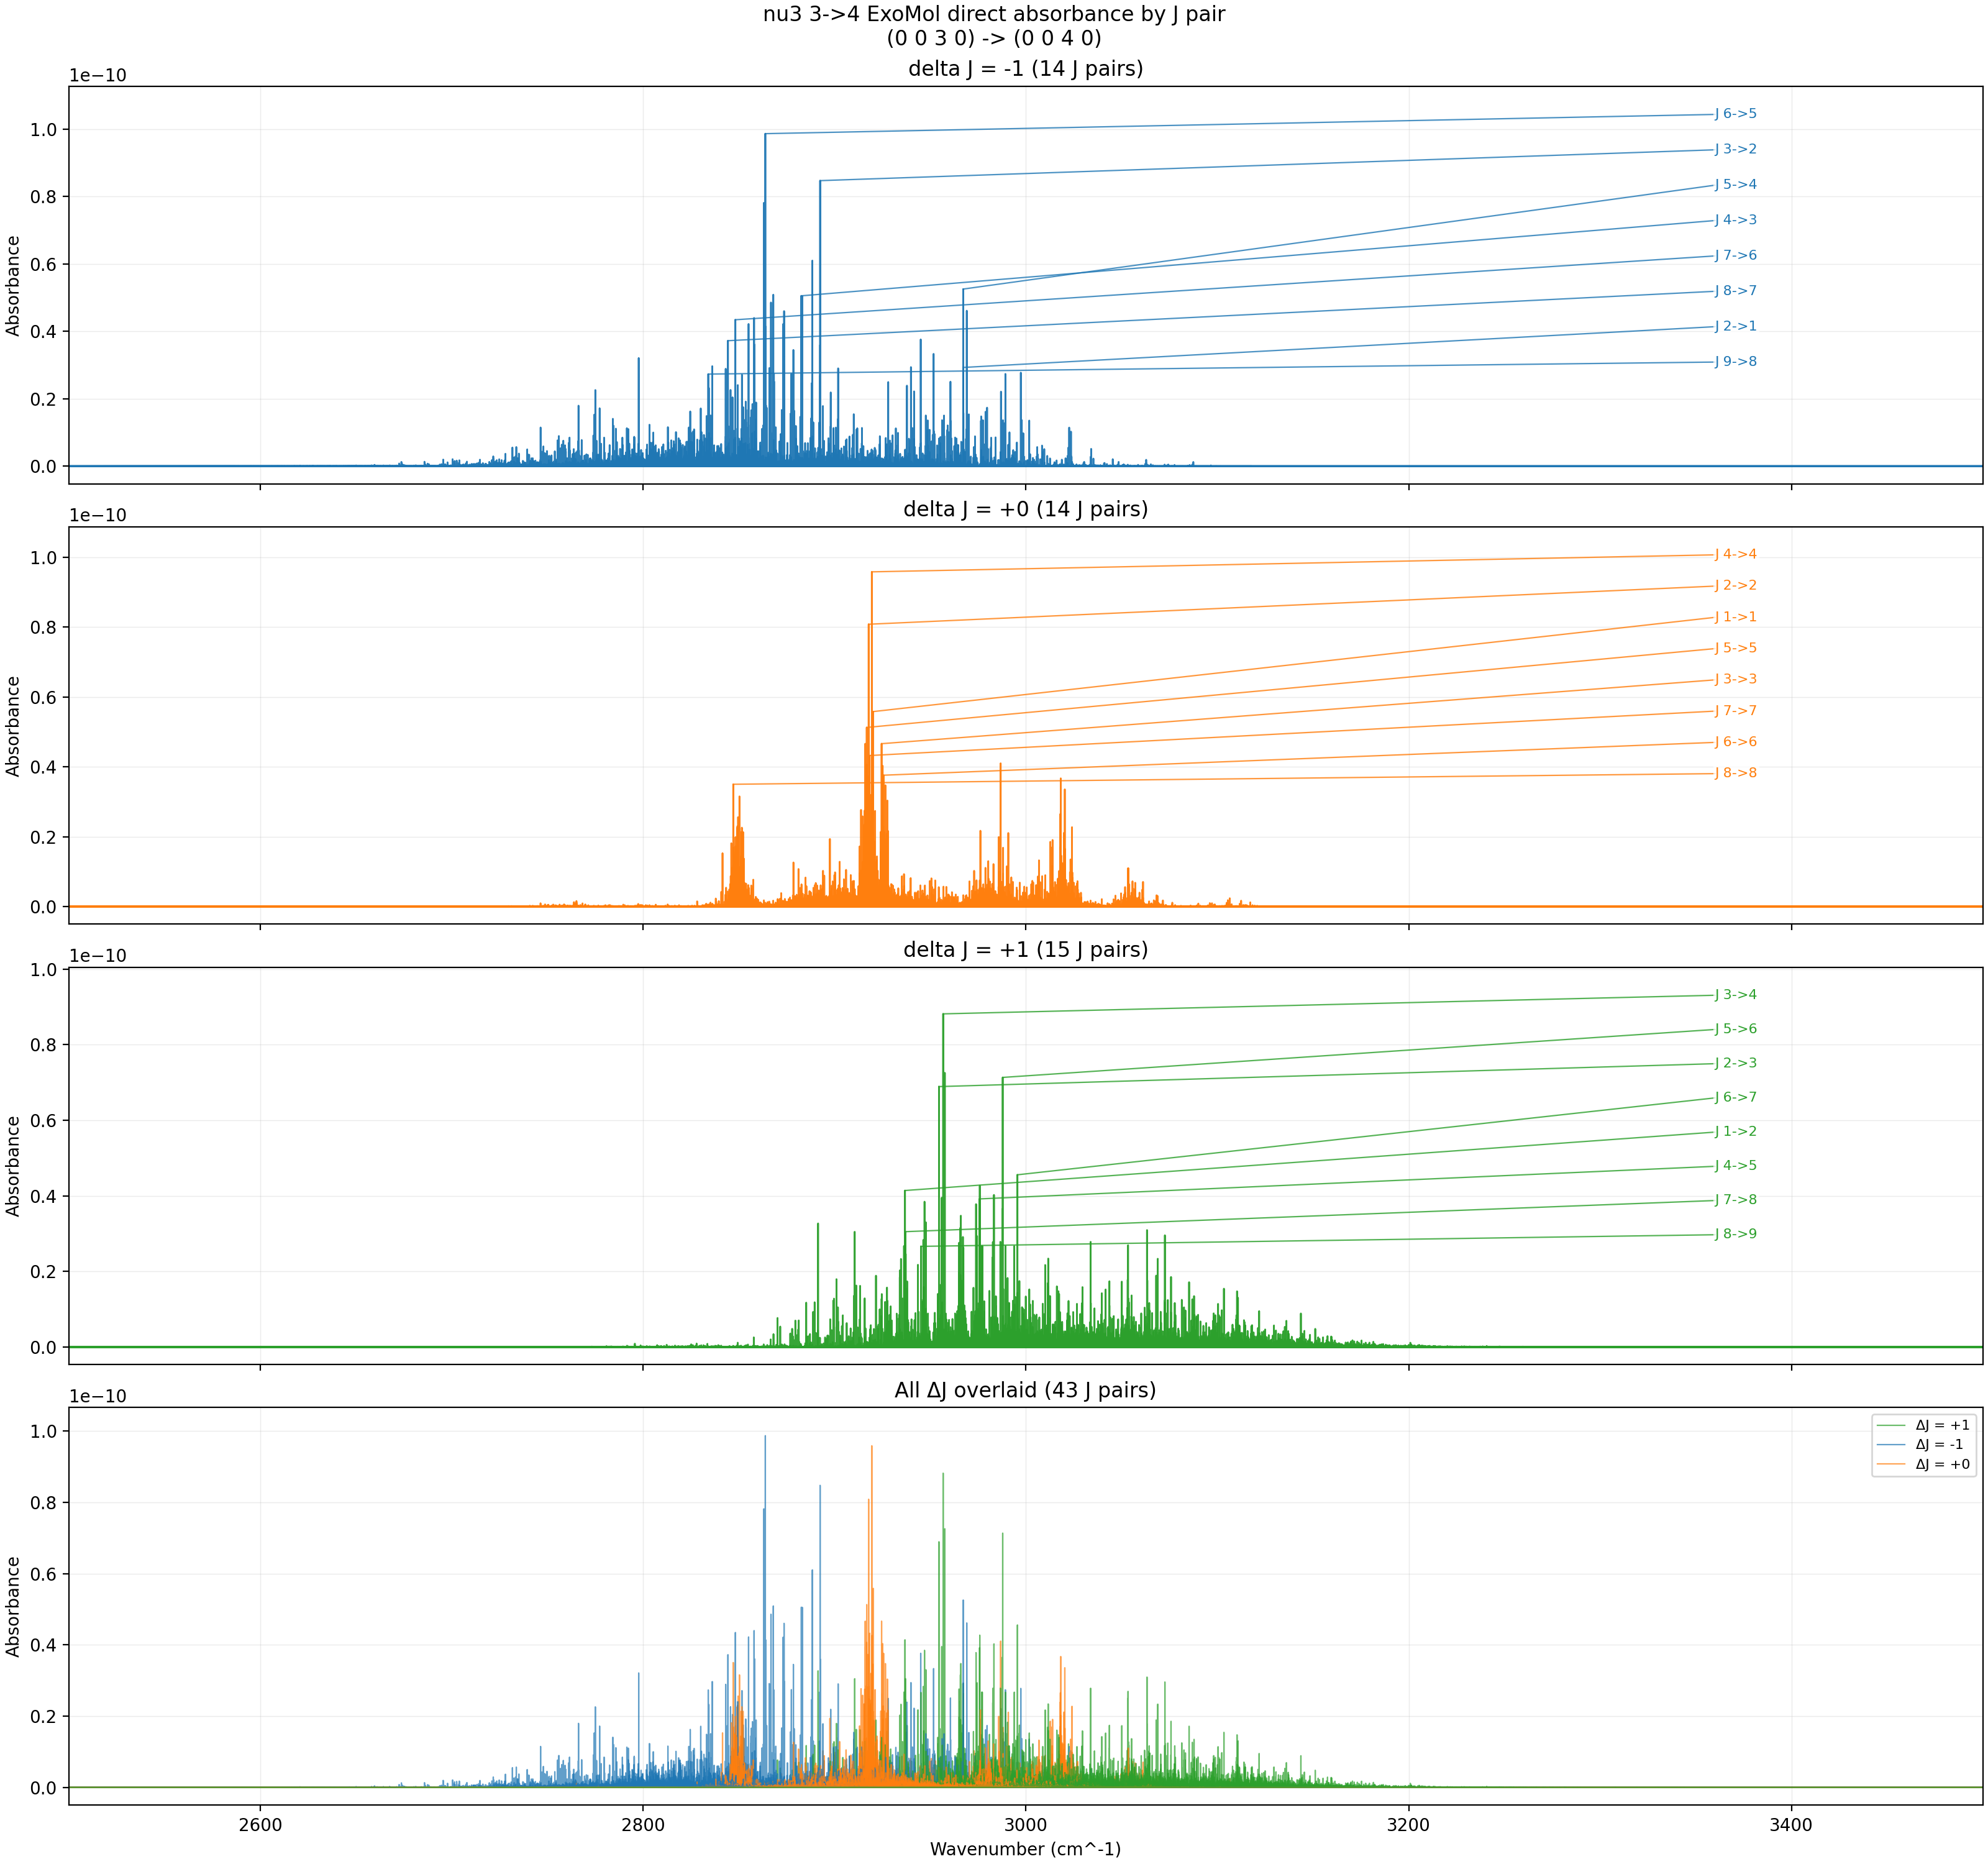 nu3 3->4 ExoMol direct absorbance by J pair
(0 0 3 0) -> (0 0 4 0)
delta J = -1 (14 J pairs)
1e−10
1.0
0.8
0.6
0.4
0.2
0.0
Absorbance
J 6->5
J 3->2
J 5->4
J 4->3
J 7->6
J 8->7
J 2->1
J 9->8
delta J = +0 (14 J pairs)
1e−10
1.0
0.8
0.6
0.4
0.2
0.0
Absorbance
J 4->4
J 2->2
J 1->1
J 5->5
J 3->3
J 7->7
J 6->6
J 8->8
delta J = +1 (15 J pairs)
1e−10
1.0
0.8
0.6
0.4
0.2
0.0
Absorbance
J 3->4
J 5->6
J 2->3
J 6->7
J 1->2
J 4->5
J 7->8
J 8->9
All ΔJ overlaid (43 J pairs)
1e−10
1.0
0.8
0.6
0.4
0.2
0.0
Absorbance
ΔJ = +1
ΔJ = -1
ΔJ = +0
2600 2800 3000 3200 3400
Wavenumber (cm^-1)